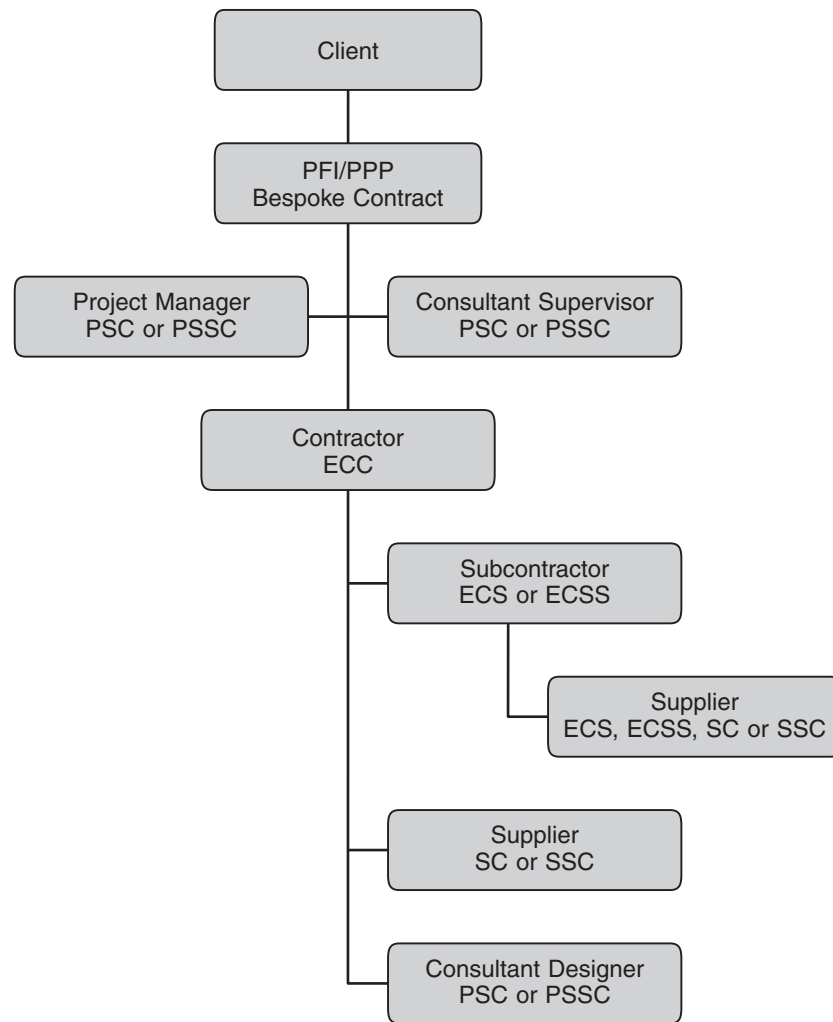 Client
PFI/PPP
Bespoke Contract
Project Manager
PSC or PSSC
Consultant Supervisor
PSC or PSSC
Contractor
ECC
Subcontractor
ECS or ECSS
Supplier
ECS, ECSS, SC or SSC
Supplier
SC or SSC
Consultant Designer
PSC or PSSC